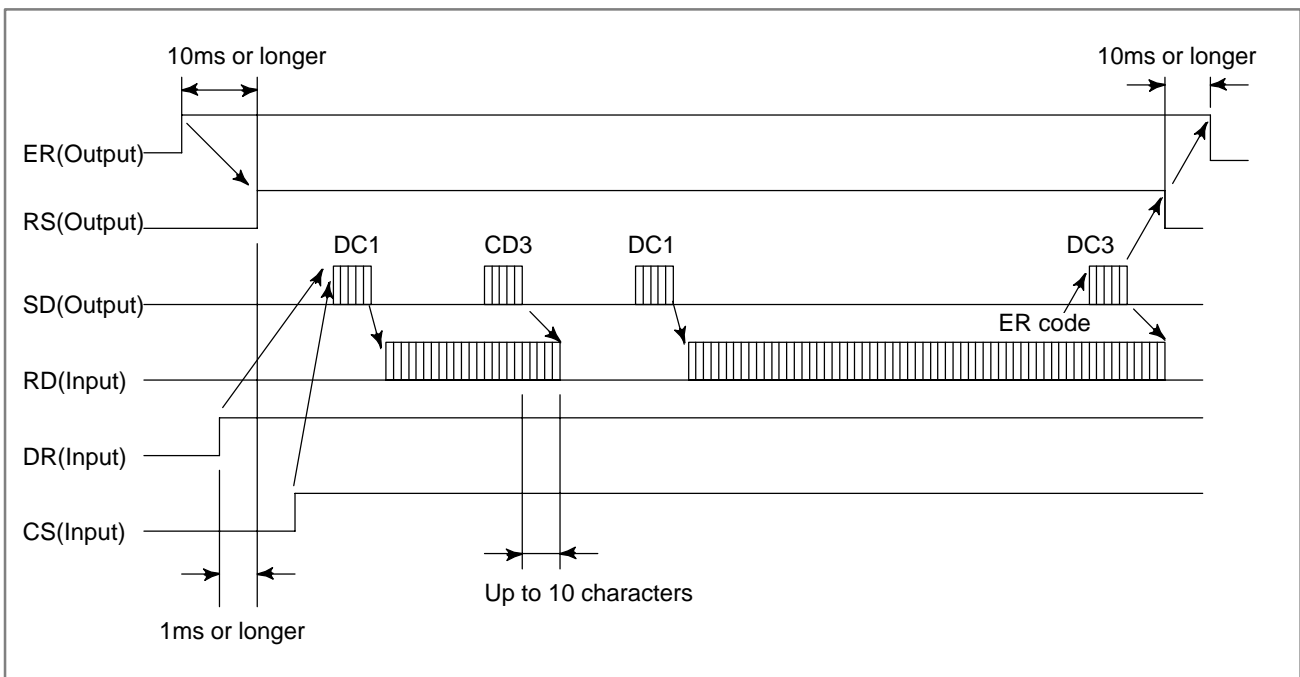 10ms or longer
10ms or longer
ER(Output)
RS(Output)
DC1
CD3
DC1
DC3
SD(Output)
ER code
RD(Input)
DR(Input)
CS(Input)
Up to 10 characters
1ms or longer